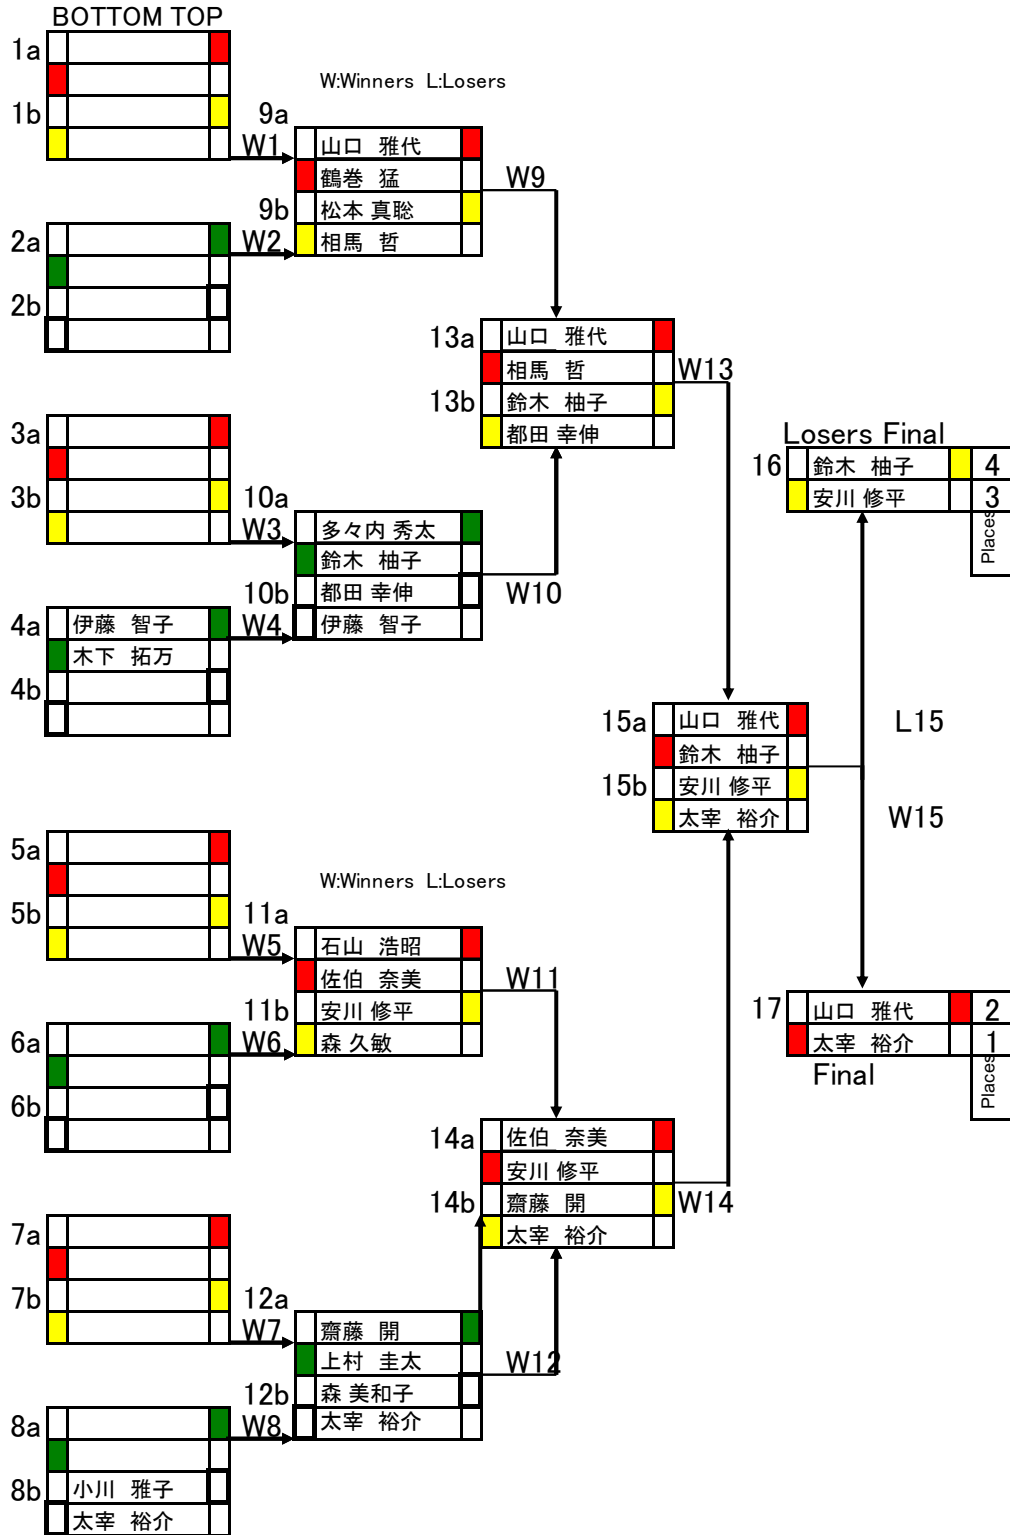 BOTTOM TOP
1a
1b
W:Winners L:Losers
9a
W1
山口 雅代
鶴巻 猛
9b
松本 真聡
相馬 哲
W9
2a
W2
2b
13a
山口 雅代
相馬 哲
W13
13b
鈴木 柚子
都田 幸伸
3a
3b
10a
W3
多々内 秀太
鈴木 柚子
10b
都田 幸伸
W10
伊藤 智子
Losers Final
16
鈴木 柚子
4
安川 修平
3
Places
4a
伊藤 智子
W4
木下 拓万
4b
15a
山口 雅代
鈴木 柚子
15b
安川 修平
太宰 裕介
L15
W15
5a
5b
W:Winners L:Losers
11a
W5
石山 浩昭
佐伯 奈美
W11
11b
安川 修平
森 久敏
6a
W6
6b
17
山口 雅代
2
太宰 裕介
1
Final
Places
14a
佐伯 奈美
安川 修平
14b
齋藤 開
W14
太宰 裕介
7a
7b
12a
W7
齋藤 開
上村 圭太
W12
12b
森 美和子
太宰 裕介
8a
W8
8b
小川 雅子
太宰 裕介